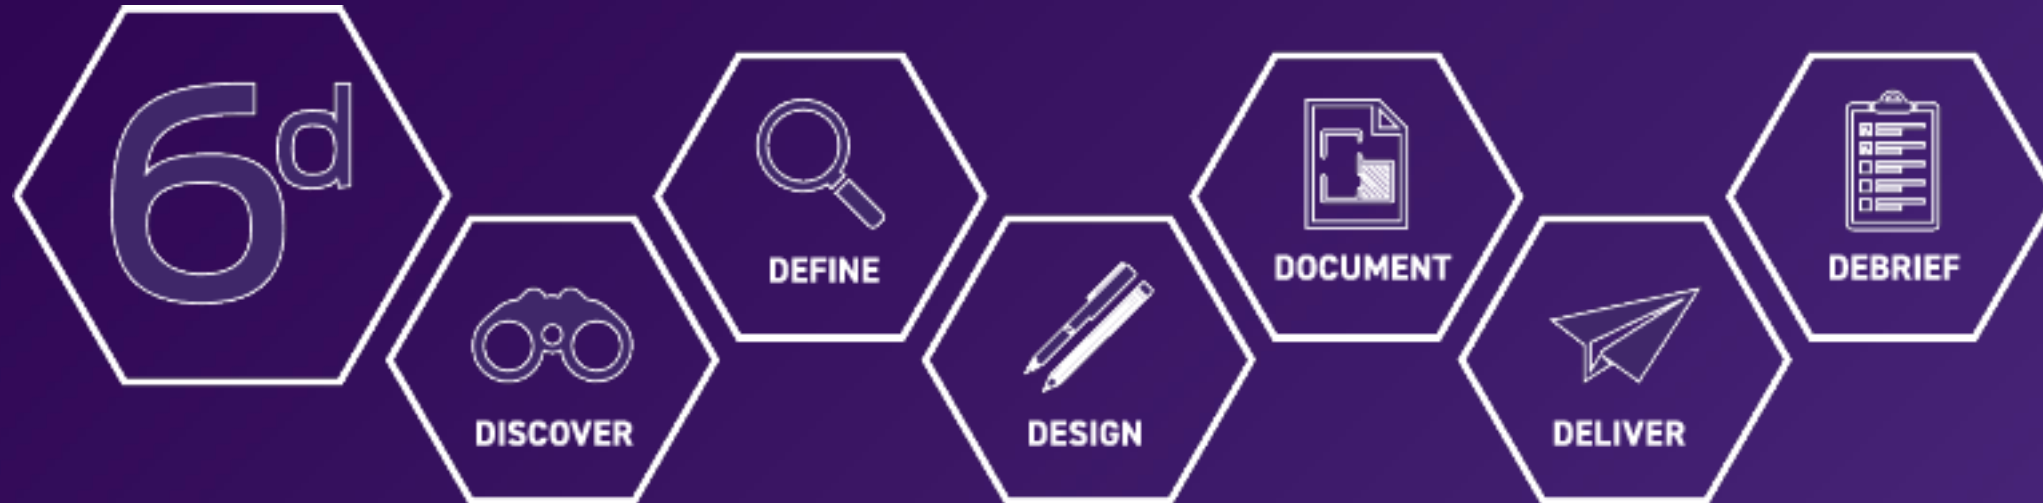 6d
DISCOVER
DEFINE
DESIGN
DOCUMENT
DELIVER
DEBRIEF